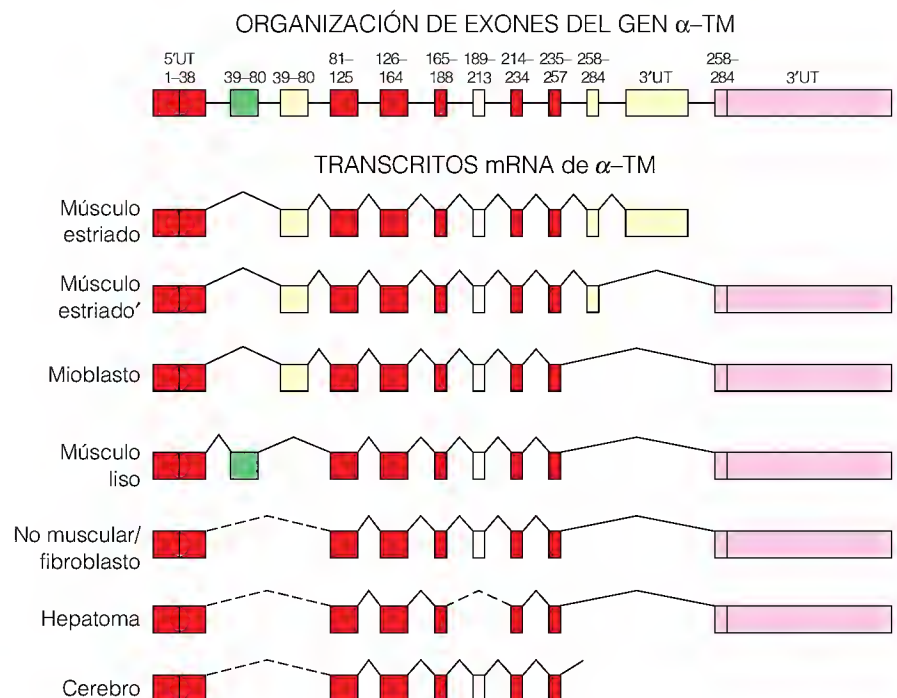 ORGANIZACIÓN DE EXONES DEL GEN α–TM
5′UT 81– 126– 165– 189– 214– 235– 258– 258–
1–38 39–80 39–80 125 164 188 213 234 257 284 3′UT 284 3′UT
TRANSCRITOS mRNA de α–TM
Músculo
estriado
Músculo
estriado′
Mioblasto
Músculo
liso
No muscular/
fibroblasto
Hepatoma
Cerebro